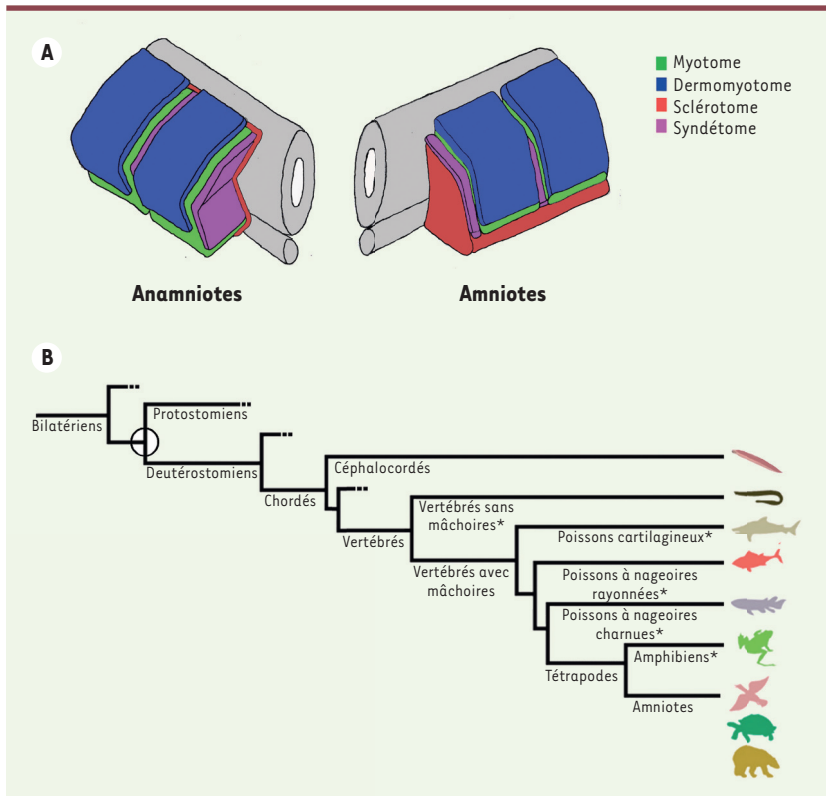 A
Myotome
Dermomyotome
Sclérotome
Syndétome
Anamniotes
Amniotes
B
Bilatériens
Protostomiens
Deutérostomiens
Chordés
Céphalocordés
Vertébrés
Vertébrés sans
mâchoires*
Vertébrés avec
mâchoires
Poissons cartilagineux*
Poissons à nageoires
rayonnées*
Poissons à nageoires
charnues*
Tétrapodes
Amphibiens*
Amniotes